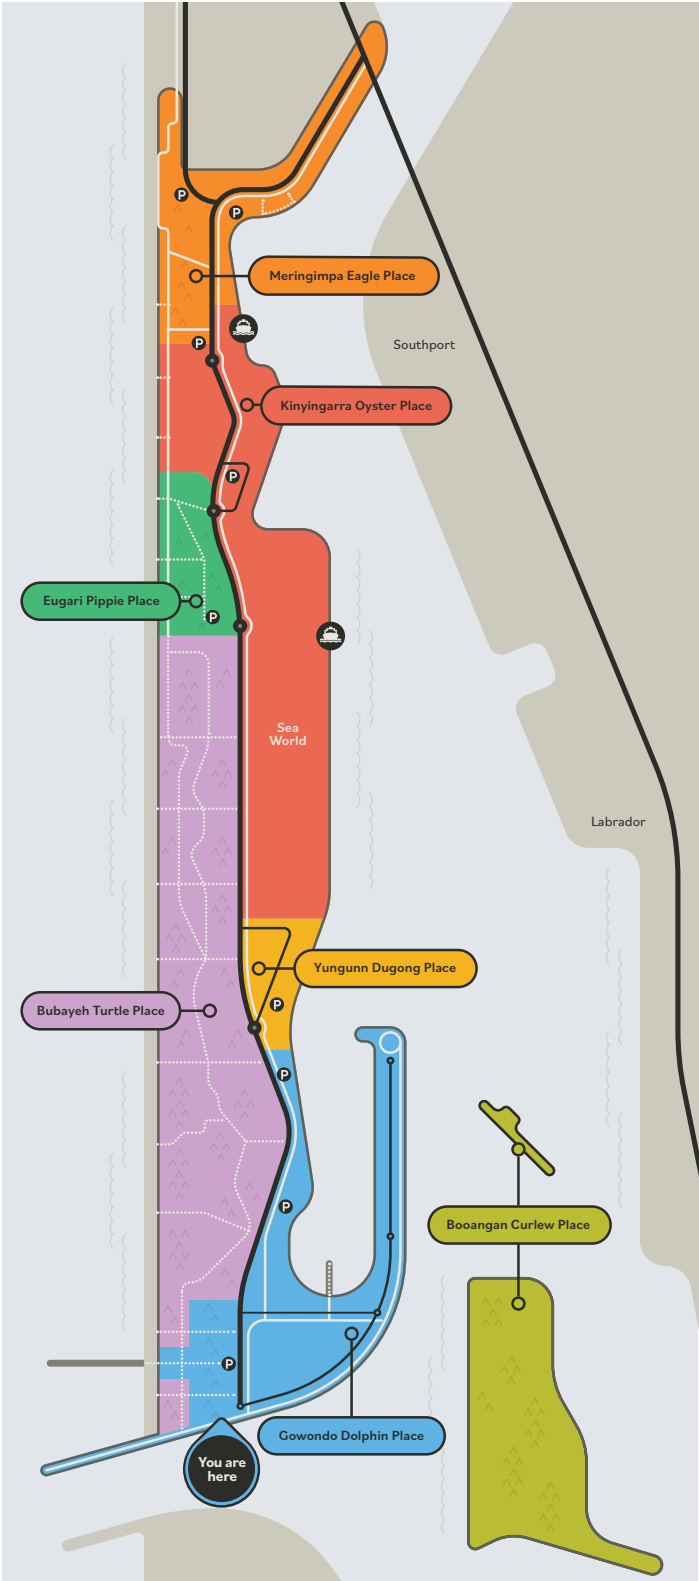 P
P
Meringimpa Eagle Place
P
Southport
Kinyingarra Oyster Place
P
Eugari Pippie Place
P
Sea
World
Labrador
Yungunn Dugong Place
P
Bubayeh Turtle Place
P
P
Booangan Curlew Place
P
Gowondo Dolphin Place
You are
here